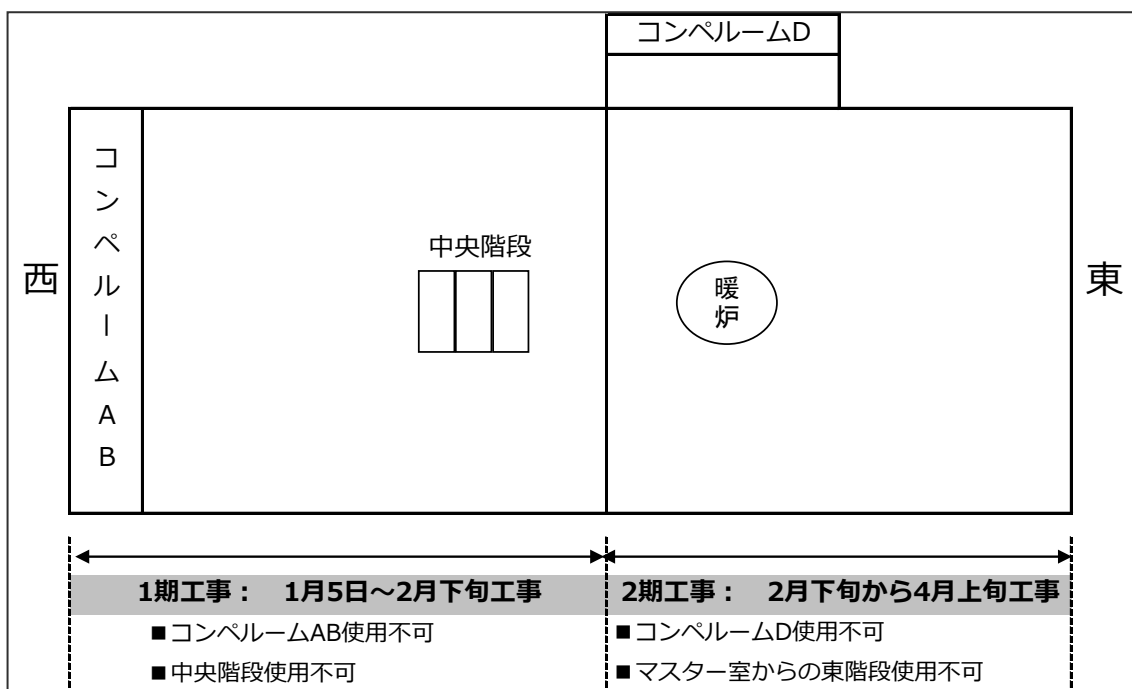 コンペルームD
コンペルームAB
中央階段
暖
炉
西
東
1期工事： 1月5日～2月下旬工事
■コンペルームAB使用不可
■中央階段使用不可
2期工事： 2月下旬から4月上旬工事
■コンペルームD使用不可
■マスター室からの東階段使用不可